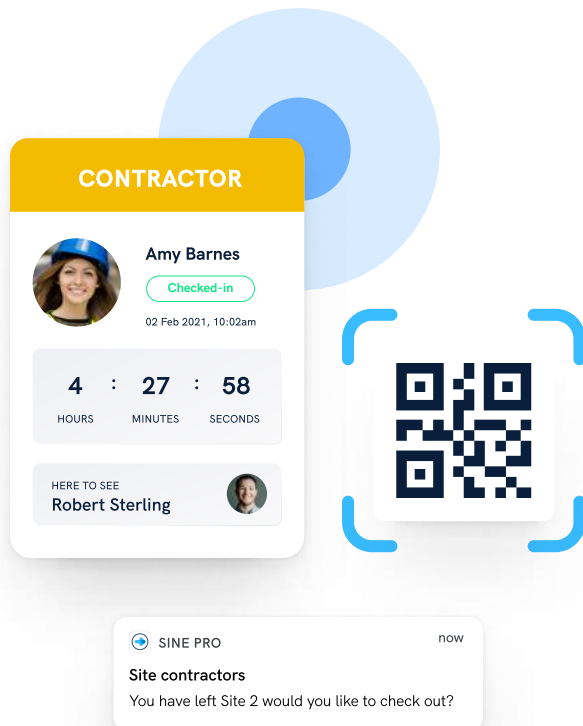 CONTRACTOR
Amy Barnes
Checked-in
02 Feb 2021, 10:02am
4 : 27 : 58
HOURS MINUTES SECONDS
HERE TO SEE
Robert Sterling
SINE PRO now
Site contractors
You have left Site 2 would you like to check out?